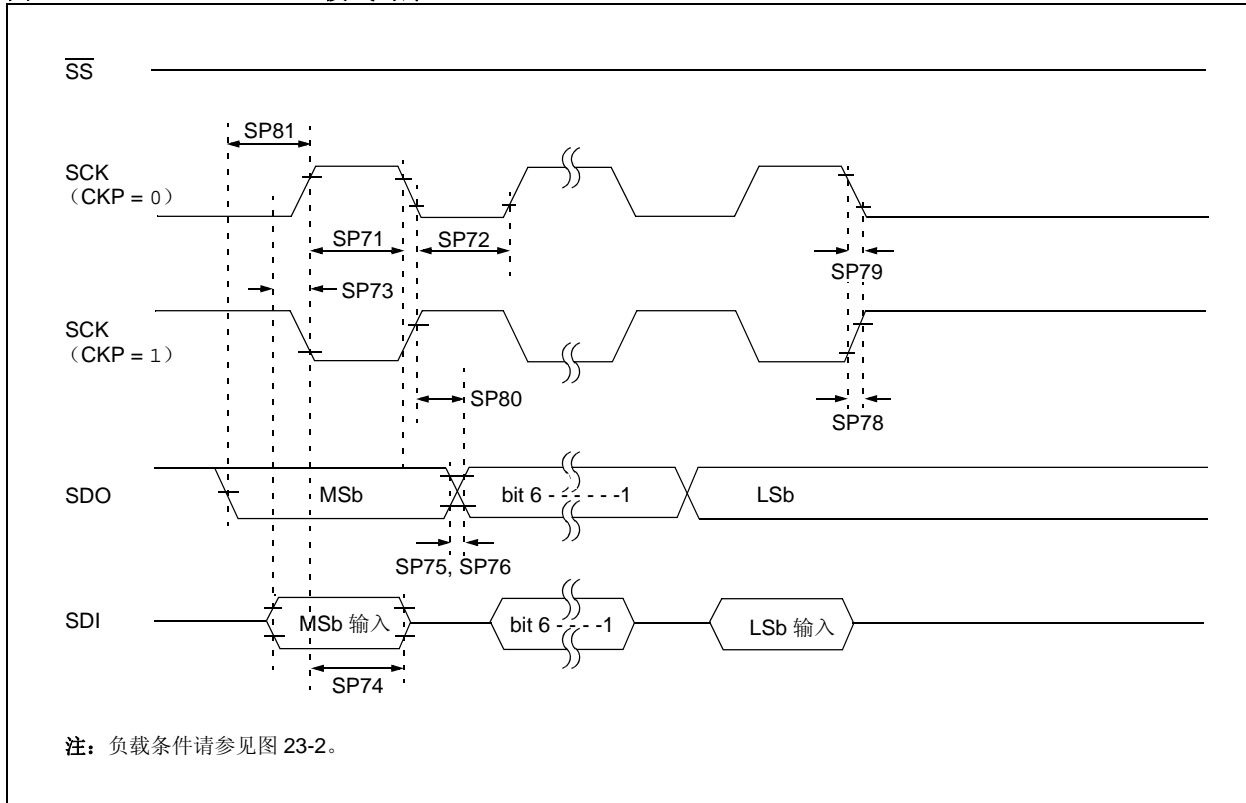 SS
SP81
SCK
（CKP = 0）
SP71
SP72
SP79
SP73
SCK
（CKP = 1）
SP80
SP78
SDO
MSb
bit 6 - - - - - -1
LSb
SP75, SP76
SDI
MSb 输入
bit 6 - - - -1
LSb 输入
SP74
注：负载条件请参见图 23-2。